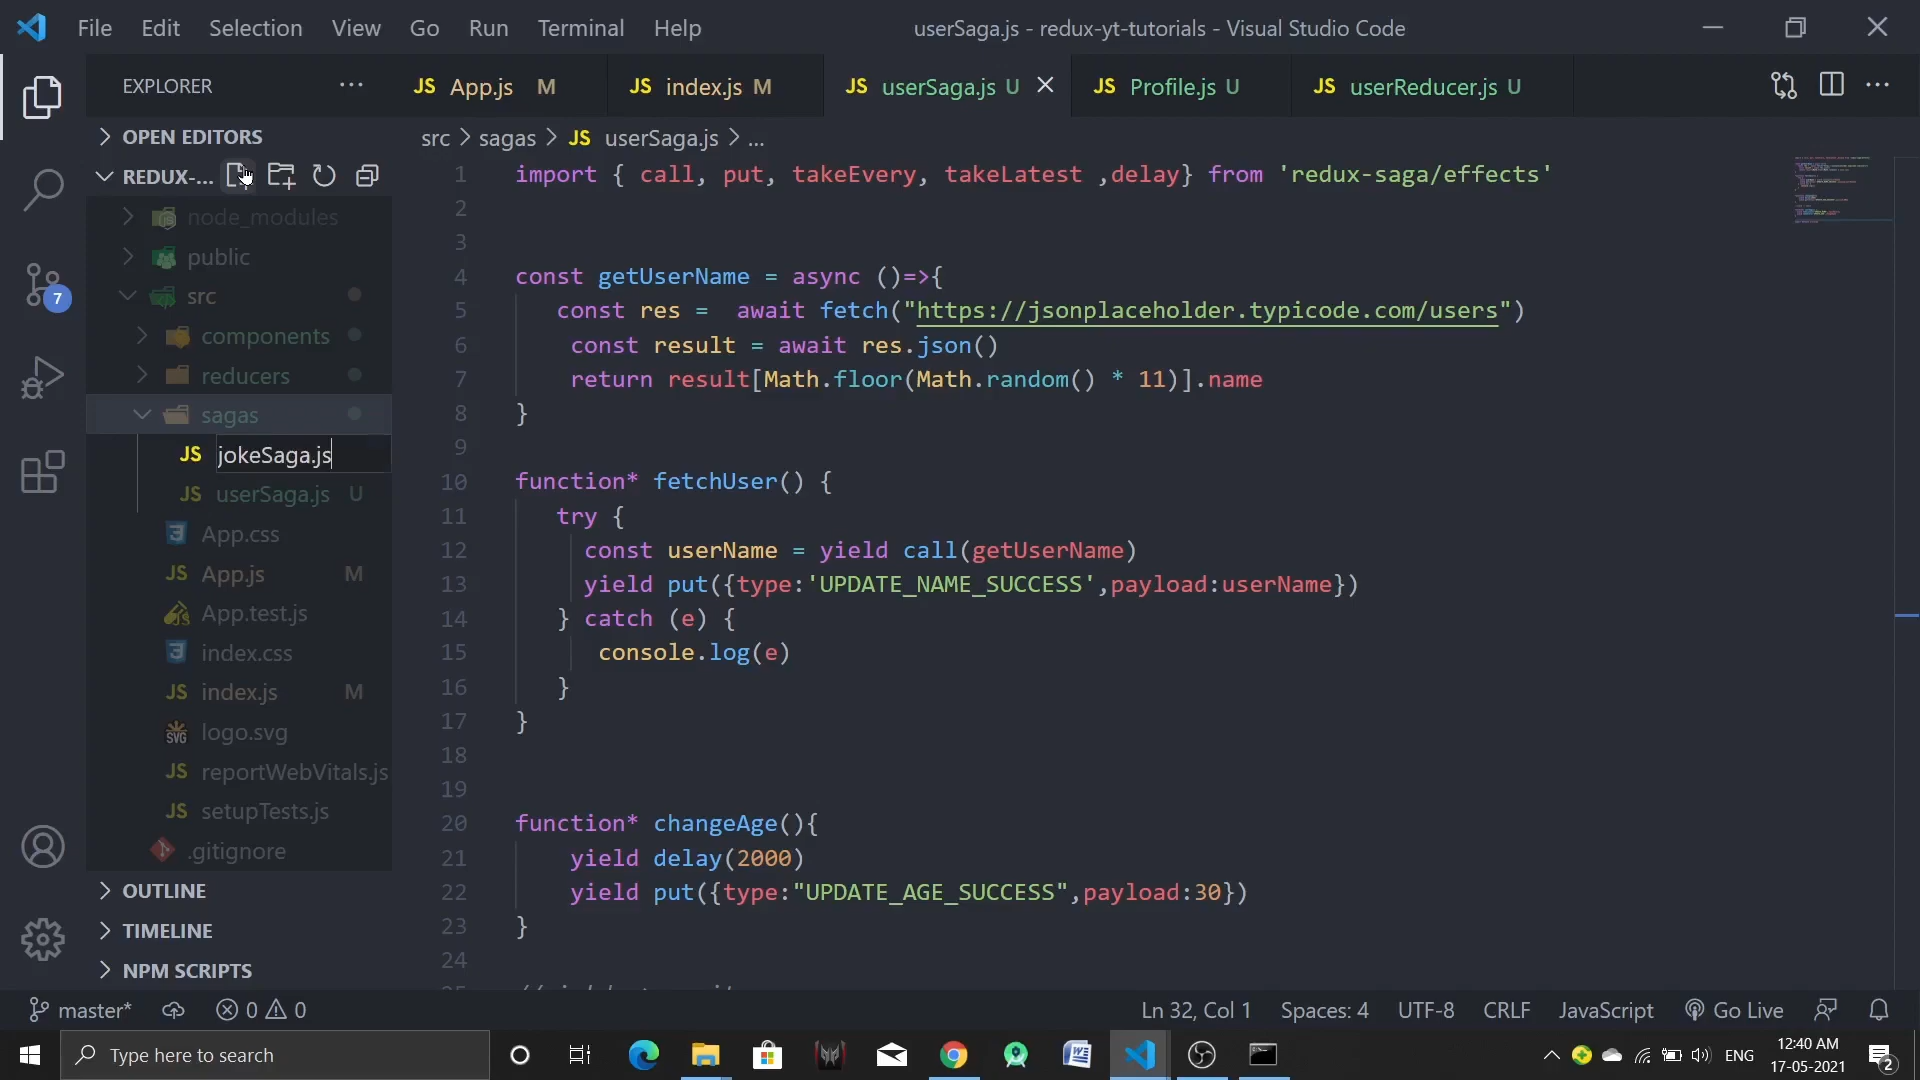 File Edit Selection View Go Run Terminal Help userSaga.js - redux-yt-tutorials - Visual Studio Code
EXPLORER ...
JS App.js M JS index.js M JS userSaga.js U JS Profile.js U JS userReducer.js U
OPEN EDITORS
REDUX-...
node_modules
public
src
components
reducers
sagas
JS jokeSaga.js
JS userSaga.js U
App.css
JS App.js M
App.test.js
index.css
JS index.js M
SVG logo.svg
JS reportWebVitals.js
JS setupTests.js
.gitignore
OUTLINE
TIMELINE
NPM SCRIPTS
7
src > sagas > JS userSaga.js > ...
1 import { call, put, takeEvery, takeLatest ,delay} from 'redux-saga/effects'
2
3
4 const getUserName = async ()=>{
5 const res = await fetch("https://jsonplaceholder.typicode.com/users")
6 const result = await res.json()
7 return result[Math.floor(Math.random() * 11)].name
8 }
9
10 function* fetchUser() {
11 try {
12 const userName = yield call(getUserName)
13 yield put({type:'UPDATE_NAME_SUCCESS',payload:userName})
14 } catch (e) {
15 console.log(e)
16 }
17 }
18
19
20 function* changeAge(){
21 yield delay(2000)
22 yield put({type:"UPDATE_AGE_SUCCESS",payload:30})
23 }
24
master* 0 0 Ln 32, Col 1 Spaces: 4 UTF-8 CRLF JavaScript Go Live
Type here to search ENG 12:40 AM
17-05-2021 2